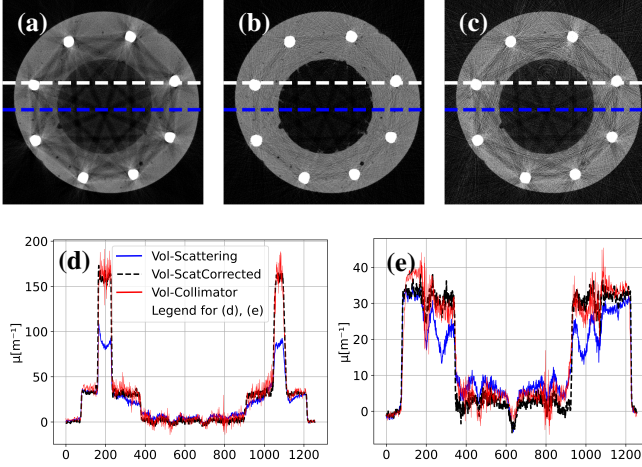 (a)
(b)
(c)
(d)
Vol-Scattering
Vol-ScatCorrected
Vol-Collimator
Legend for (d), (e)
μ[m⁻¹]
200
150
100
50
0
0 200 400 600 800 1000 1200
(e)
μ[m⁻¹]
40
30
20
10
0
0 200 400 600 800 1000 1200